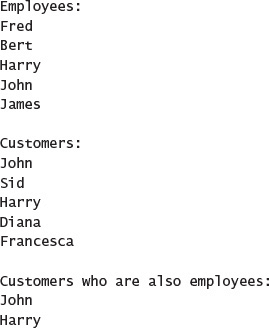 Employees:
Fred
Bert
Harry
John
James
Customers:
John
Sid
Harry
Diana
Francesca
Customers who are also employees:
John
Harry